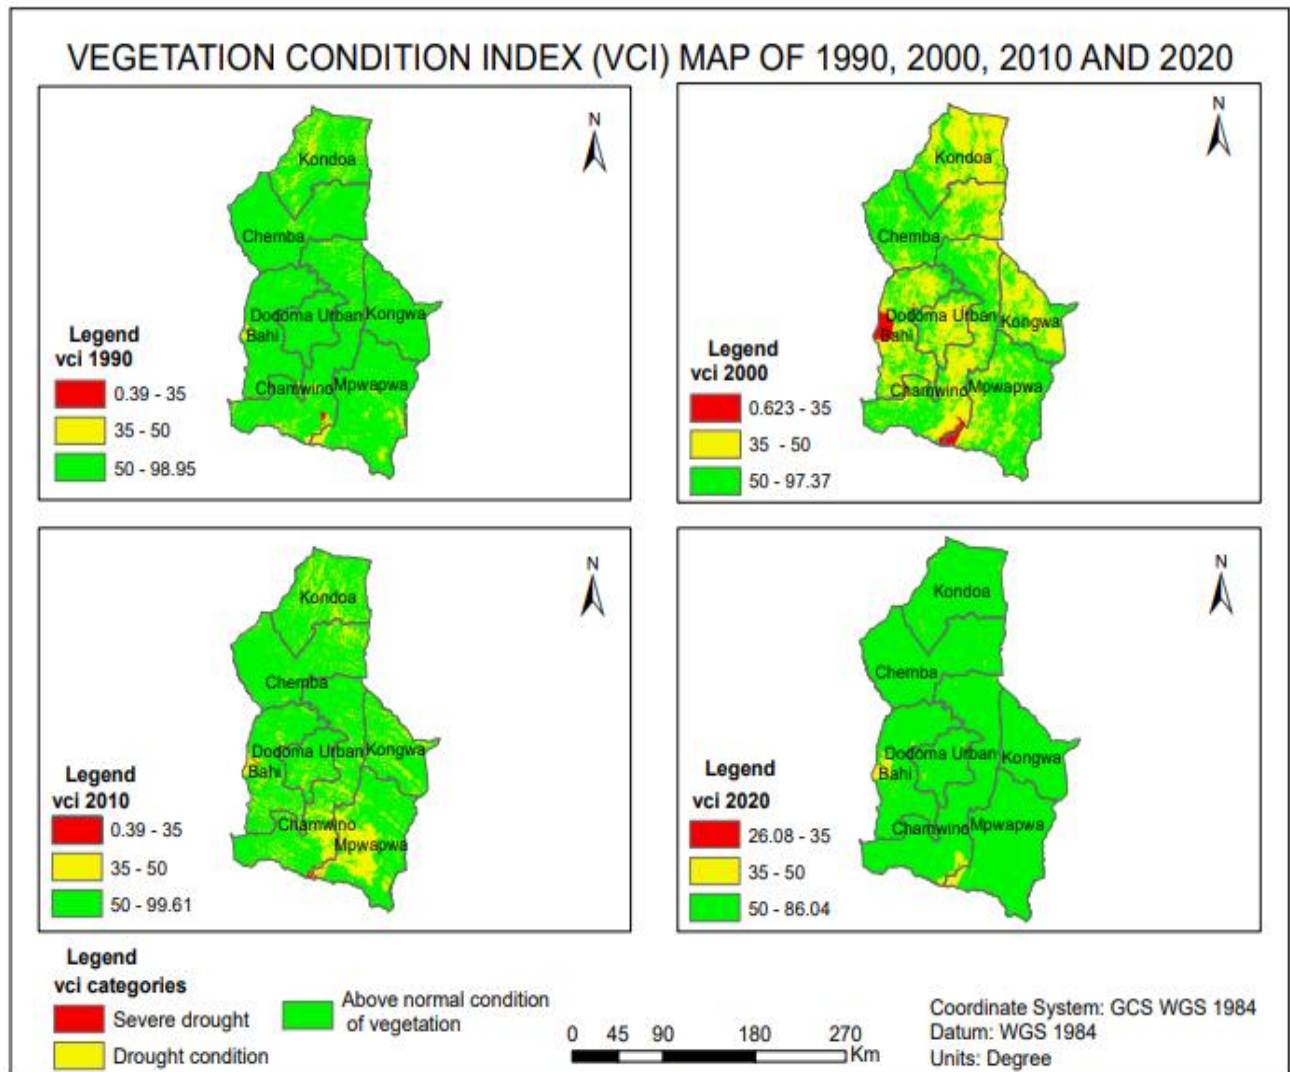 VEGETATION CONDITION INDEX (VCI) MAP OF 1990, 2000, 2010 AND 2020
N
Kondoa
Chemba
Dodoma Urban
Kongwa
Bahi
Chamwino
Mpwapwa
Legend
vci 1990
0.39 - 35
35 - 50
50 - 98.95
N
Kondoa
Chemba
Dodoma Urban
Kongwa
Bahi
Chamwino
Mpwapwa
Legend
vci 2000
0.623 - 35
35 - 50
50 - 97.37
N
Kondoa
Chemba
Dodoma Urban
Kongwa
Bahi
Chamwino
Mpwapwa
Legend
vci 2010
0.39 - 35
35 - 50
50 - 99.61
N
Kondoa
Chemba
Dodoma Urban
Kongwa
Bahi
Chamwino
Mpwapwa
Legend
vci 2020
26.08 - 35
35 - 50
50 - 86.04
Legend
vci categories
Severe drought
Drought condition
Above normal condition
of vegetation
0 45 90 180 270
Km
Coordinate System: GCS WGS 1984
Datum: WGS 1984
Units: Degree